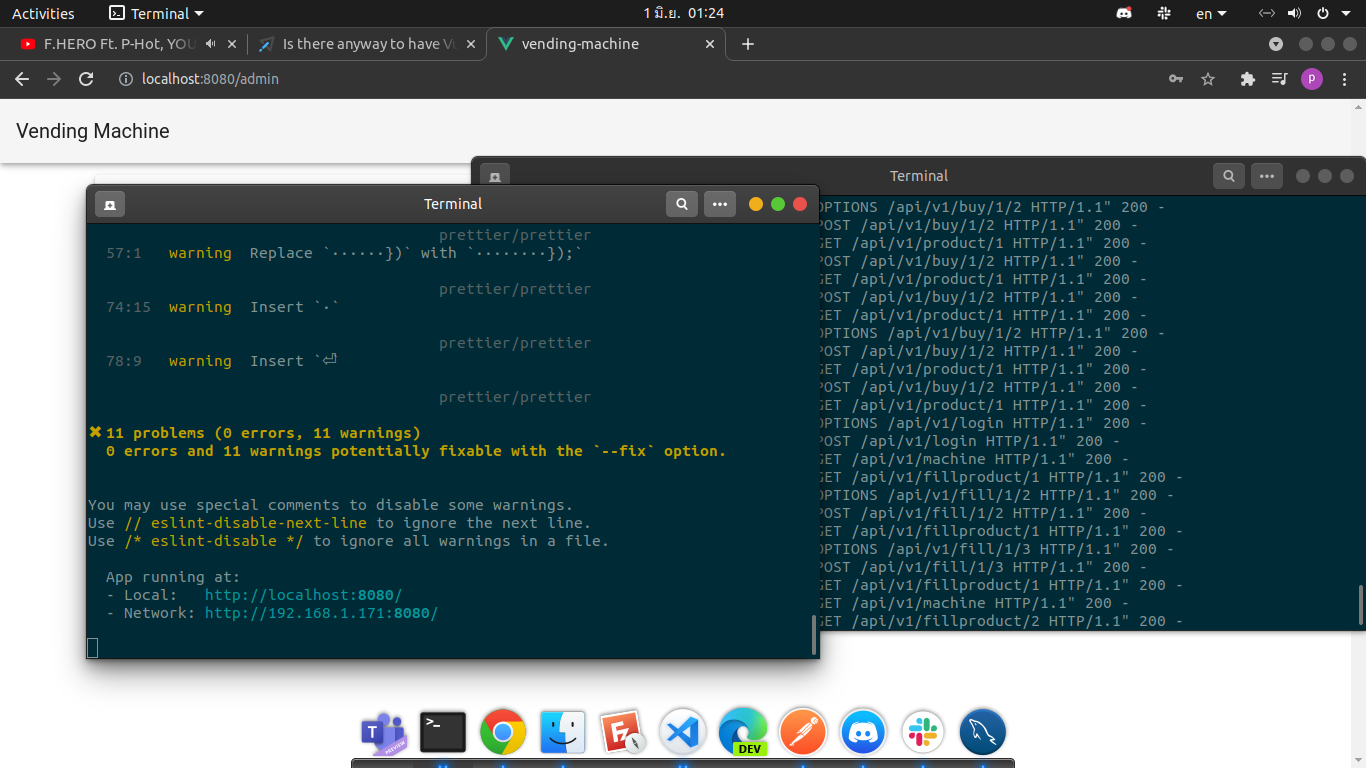 Activities
Terminal
1 มิ.ย. 01:24
en
F.HERO Ft. P-Hot, YOU
Is there anyway to have Vu
vending-machine
localhost:8080/admin
p
Vending Machine
Terminal
OPTIONS /api/v1/buy/1/2 HTTP/1.1" 200 -
POST /api/v1/buy/1/2 HTTP/1.1" 200 -
GET /api/v1/product/1 HTTP/1.1" 200 -
POST /api/v1/buy/1/2 HTTP/1.1" 200 -
GET /api/v1/product/1 HTTP/1.1" 200 -
POST /api/v1/buy/1/2 HTTP/1.1" 200 -
GET /api/v1/product/1 HTTP/1.1" 200 -
OPTIONS /api/v1/buy/1/2 HTTP/1.1" 200 -
POST /api/v1/buy/1/2 HTTP/1.1" 200 -
GET /api/v1/product/1 HTTP/1.1" 200 -
POST /api/v1/buy/1/2 HTTP/1.1" 200 -
GET /api/v1/product/1 HTTP/1.1" 200 -
OPTIONS /api/v1/login HTTP/1.1" 200 -
POST /api/v1/login HTTP/1.1" 200 -
GET /api/v1/machine HTTP/1.1" 200 -
GET /api/v1/fillproduct/1 HTTP/1.1" 200 -
OPTIONS /api/v1/fill/1/2 HTTP/1.1" 200 -
POST /api/v1/fill/1/2 HTTP/1.1" 200 -
GET /api/v1/fillproduct/1 HTTP/1.1" 200 -
OPTIONS /api/v1/fill/1/3 HTTP/1.1" 200 -
POST /api/v1/fill/1/3 HTTP/1.1" 200 -
GET /api/v1/fillproduct/1 HTTP/1.1" 200 -
GET /api/v1/machine HTTP/1.1" 200 -
GET /api/v1/fillproduct/2 HTTP/1.1" 200 -
Terminal
prettier/prettier
57:1 warning Replace `······})` with `········});`
prettier/prettier
74:15 warning Insert `·`
prettier/prettier
78:9 warning Insert `⏎
prettier/prettier
✖ 11 problems (0 errors, 11 warnings)
0 errors and 11 warnings potentially fixable with the `--fix` option.
You may use special comments to disable some warnings.
Use // eslint-disable-next-line to ignore the next line.
Use /* eslint-disable */ to ignore all warnings in a file.
App running at:
- Local: http://localhost:8080/
- Network: http://192.168.1.171:8080/
T
PREVIEW
>_
DEV